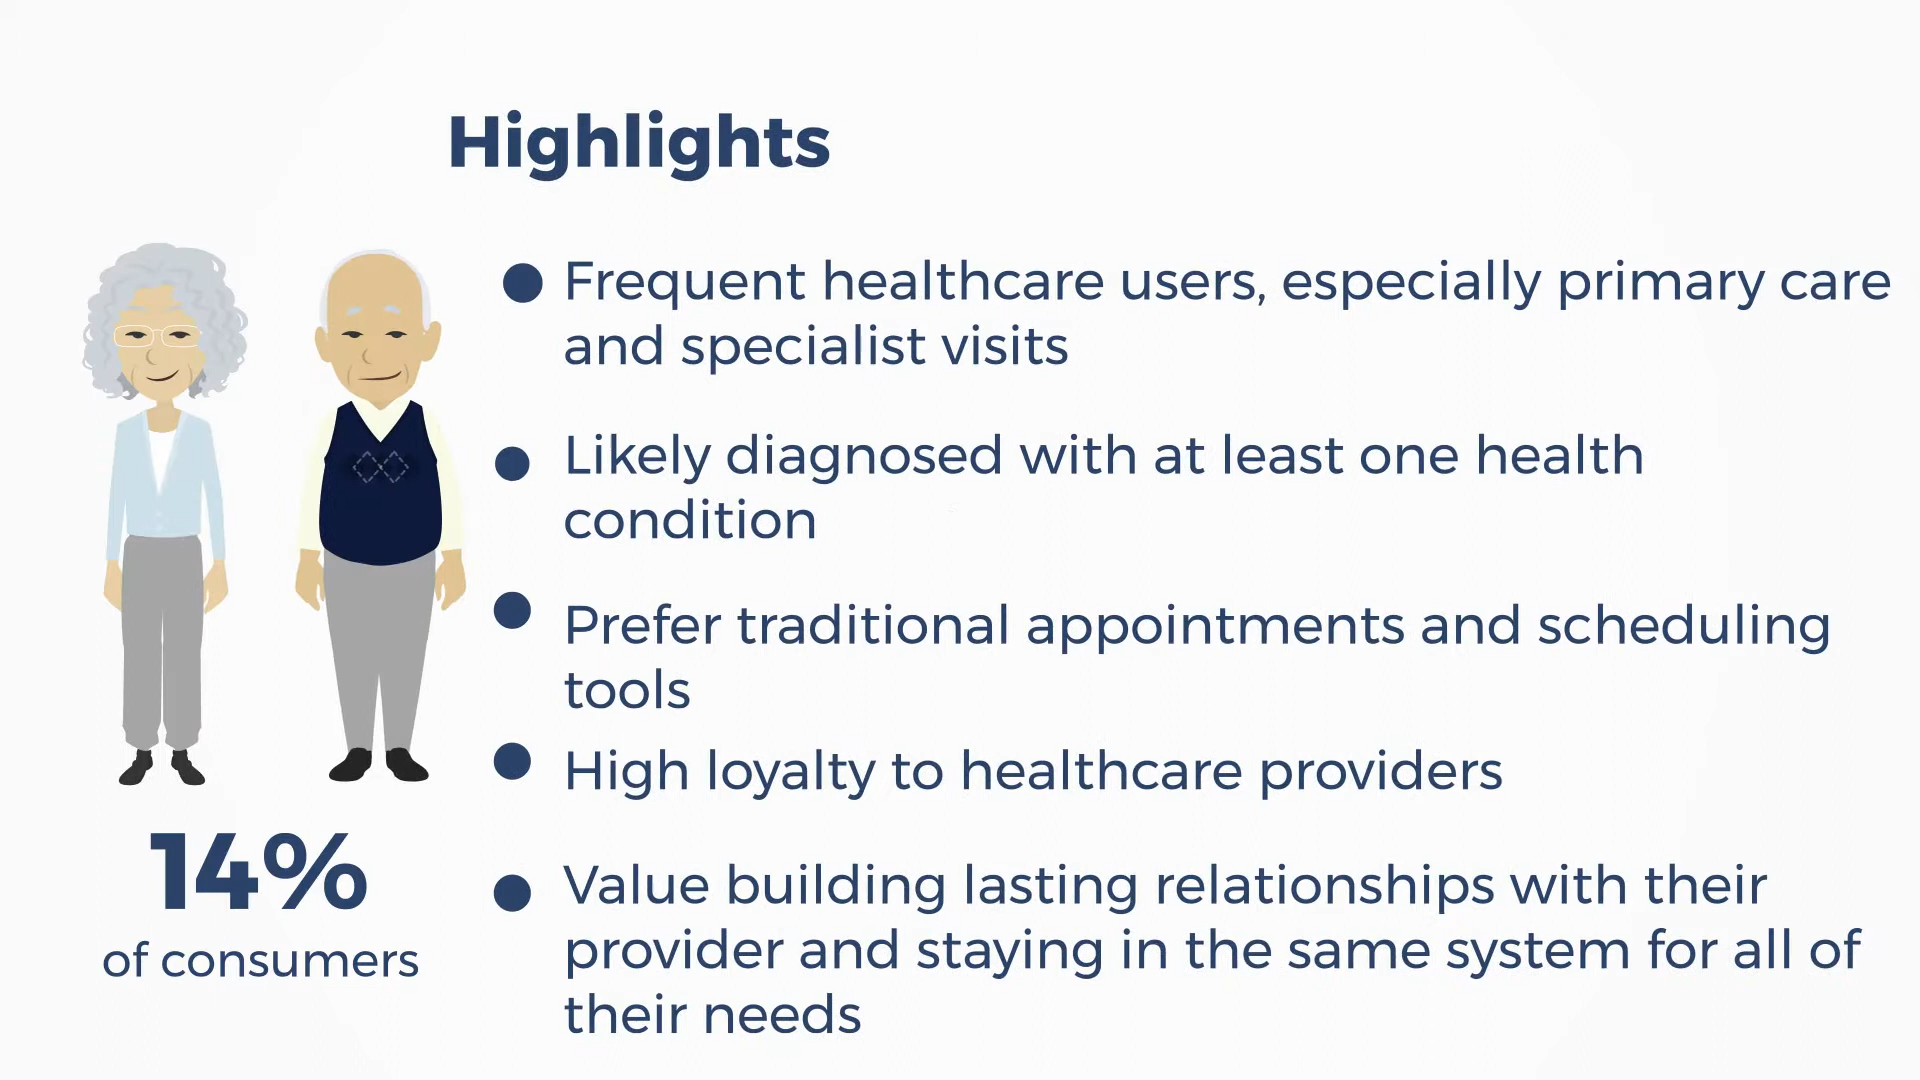 Highlights
Frequent healthcare users, especially primary care
and specialist visits
Likely diagnosed with at least one health
condition
Prefer traditional appointments and scheduling
tools
High loyalty to healthcare providers
Value building lasting relationships with their
provider and staying in the same system for all of
their needs
14%
of consumers